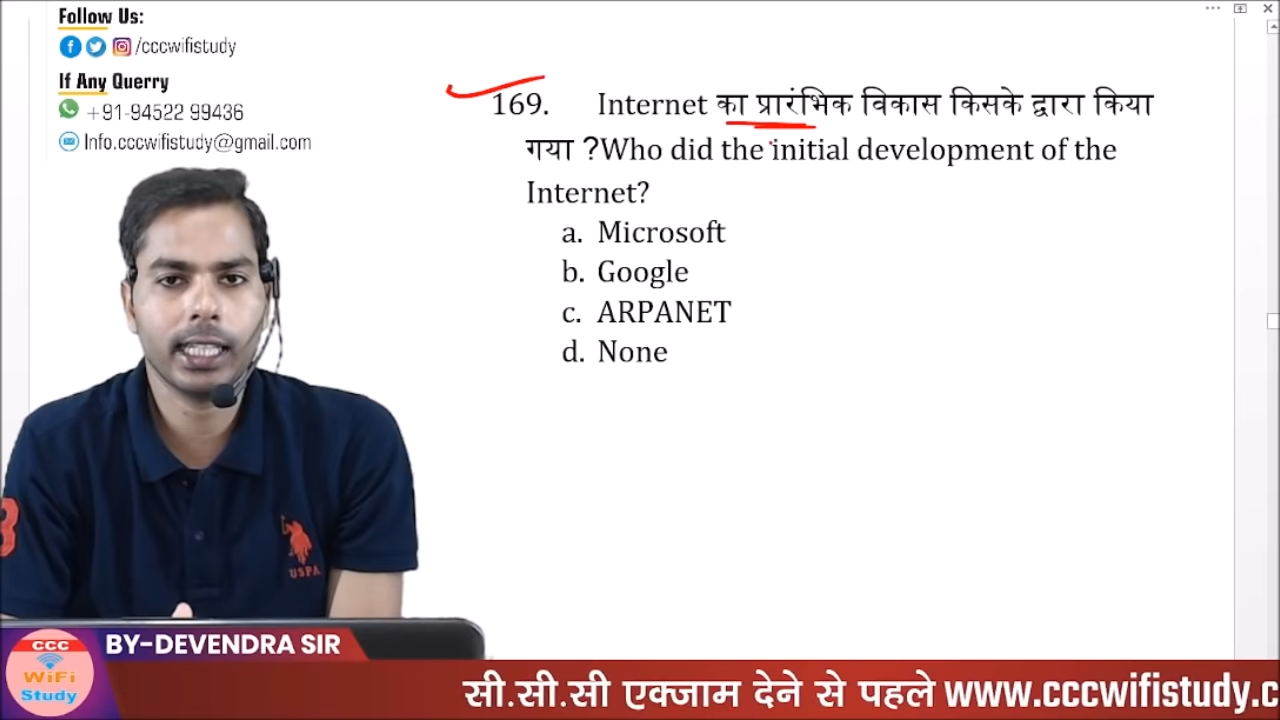 Follow Us:
/cccwifistudy
If Any Querry
+91-94522 99436
Info.cccwifistudy@gmail.com
169. Internet का प्रारंभिक विकास किसके द्वारा किया
गया ?Who did the initial development of the
Internet?
a. Microsoft
b. Google
c. ARPANET
d. None
3
USPA
CCC
WiFi
Study
BY-DEVENDRA SIR
सी.सी.सी एक्जाम देने से पहले www.cccwifistudy.c